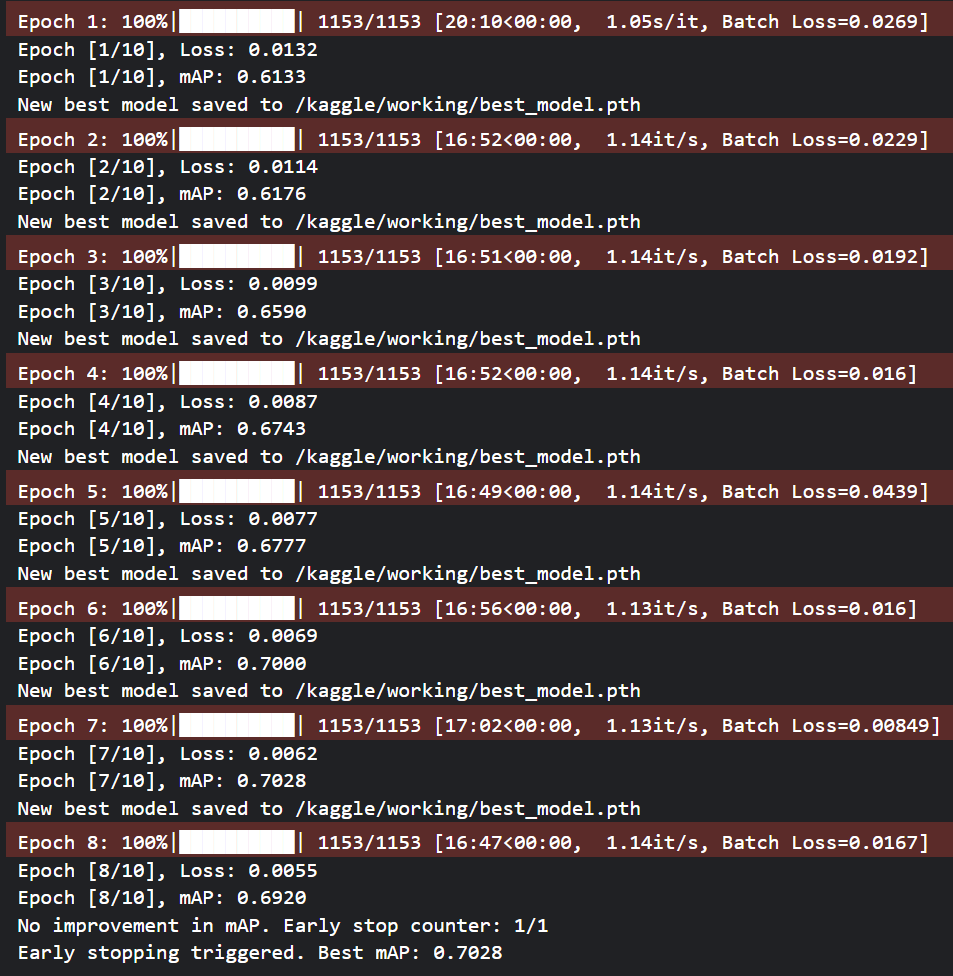 Epoch 1: 100%|██████████| 1153/1153 [20:10<00:00,  1.05s/it, Batch Loss=0.0269]
Epoch [1/10], Loss: 0.0132
Epoch [1/10], mAP: 0.6133
New best model saved to /kaggle/working/best_model.pth
Epoch 2: 100%|██████████| 1153/1153 [16:52<00:00,  1.14it/s, Batch Loss=0.0229]
Epoch [2/10], Loss: 0.0114
Epoch [2/10], mAP: 0.6176
New best model saved to /kaggle/working/best_model.pth
Epoch 3: 100%|██████████| 1153/1153 [16:51<00:00,  1.14it/s, Batch Loss=0.0192]
Epoch [3/10], Loss: 0.0099
Epoch [3/10], mAP: 0.6590
New best model saved to /kaggle/working/best_model.pth
Epoch 4: 100%|██████████| 1153/1153 [16:52<00:00,  1.14it/s, Batch Loss=0.016]
Epoch [4/10], Loss: 0.0087
Epoch [4/10], mAP: 0.6743
New best model saved to /kaggle/working/best_model.pth
Epoch 5: 100%|██████████| 1153/1153 [16:49<00:00,  1.14it/s, Batch Loss=0.0439]
Epoch [5/10], Loss: 0.0077
Epoch [5/10], mAP: 0.6777
New best model saved to /kaggle/working/best_model.pth
Epoch 6: 100%|██████████| 1153/1153 [16:56<00:00,  1.13it/s, Batch Loss=0.016]
Epoch [6/10], Loss: 0.0069
Epoch [6/10], mAP: 0.7000
New best model saved to /kaggle/working/best_model.pth
Epoch 7: 100%|██████████| 1153/1153 [17:02<00:00,  1.13it/s, Batch Loss=0.00849]
Epoch [7/10], Loss: 0.0062
Epoch [7/10], mAP: 0.7028
New best model saved to /kaggle/working/best_model.pth
Epoch 8: 100%|██████████| 1153/1153 [16:47<00:00,  1.14it/s, Batch Loss=0.0167]
Epoch [8/10], Loss: 0.0055
Epoch [8/10], mAP: 0.6920
No improvement in mAP. Early stop counter: 1/1
Early stopping triggered. Best mAP: 0.7028